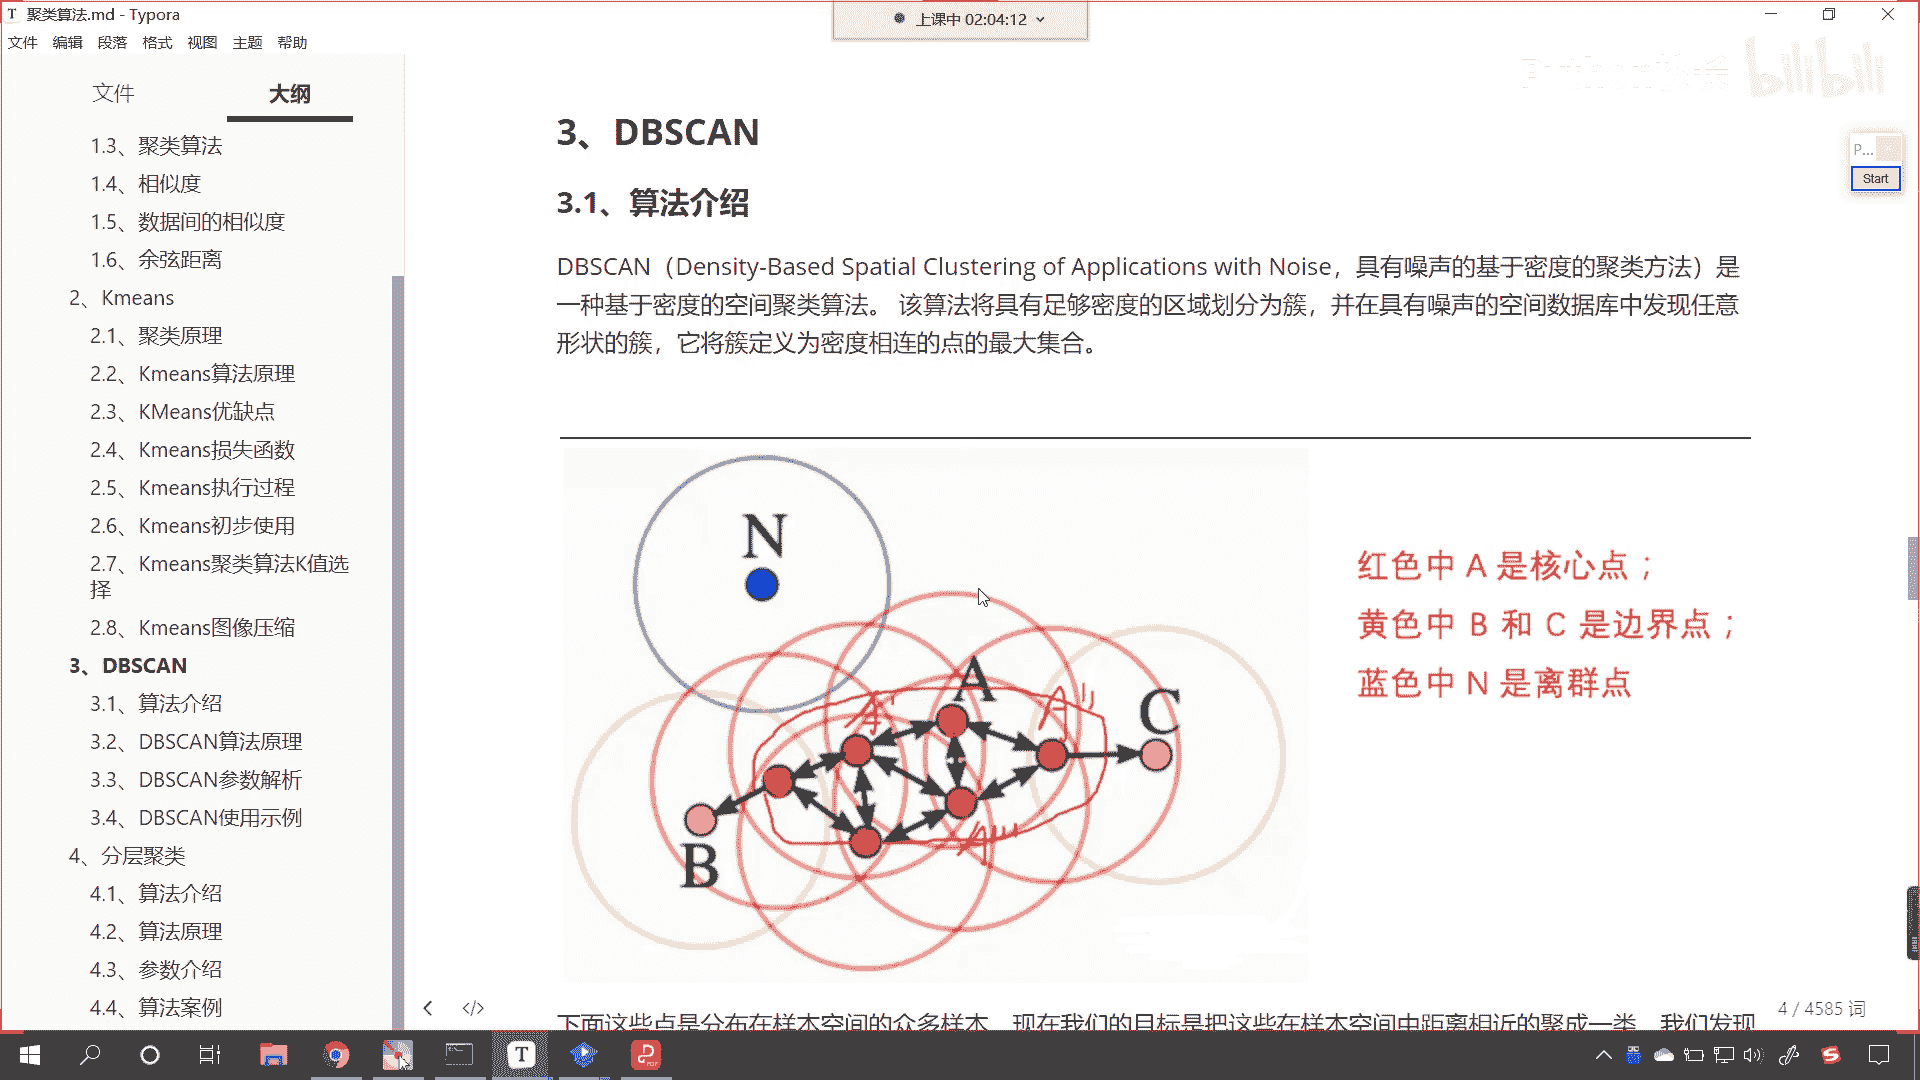 聚类算法.md - Typora
上课中 02:04:12
文件 编辑 段落 格式 视图 主题 帮助
bilibili
文件 大纲
1.3、聚类算法
1.4、相似度
1.5、数据间的相似度
1.6、余弦距离
2、Kmeans
2.1、聚类原理
2.2、Kmeans算法原理
2.3、KMeans优缺点
2.4、Kmeans损失函数
2.5、Kmeans执行过程
2.6、Kmeans初步使用
2.7、Kmeans聚类算法K值选
择
2.8、Kmeans图像压缩
3、DBSCAN
3.1、算法介绍
3.2、DBSCAN算法原理
3.3、DBSCAN参数解析
3.4、DBSCAN使用示例
4、分层聚类
4.1、算法介绍
4.2、算法原理
4.3、参数介绍
4.4、算法案例
3、DBSCAN
3.1、算法介绍
DBSCAN（Density-Based Spatial Clustering of Applications with Noise，具有噪声的基于密度的聚类方法）是
一种基于密度的空间聚类算法。 该算法将具有足够密度的区域划分为簇，并在具有噪声的空间数据库中发现任意
形状的簇，它将簇定义为密度相连的点的最大集合。
N
A
A'
A''
A'''
B
C
红色中 A 是核心点；
黄色中 B 和 C 是边界点；
蓝色中 N 是离群点
下面这些点是分布在样本空间的众多样本，现在我们的目标是把这些在样本空间中距离相近的聚成一类。我们发现
4 / 4585 词
P...
Start